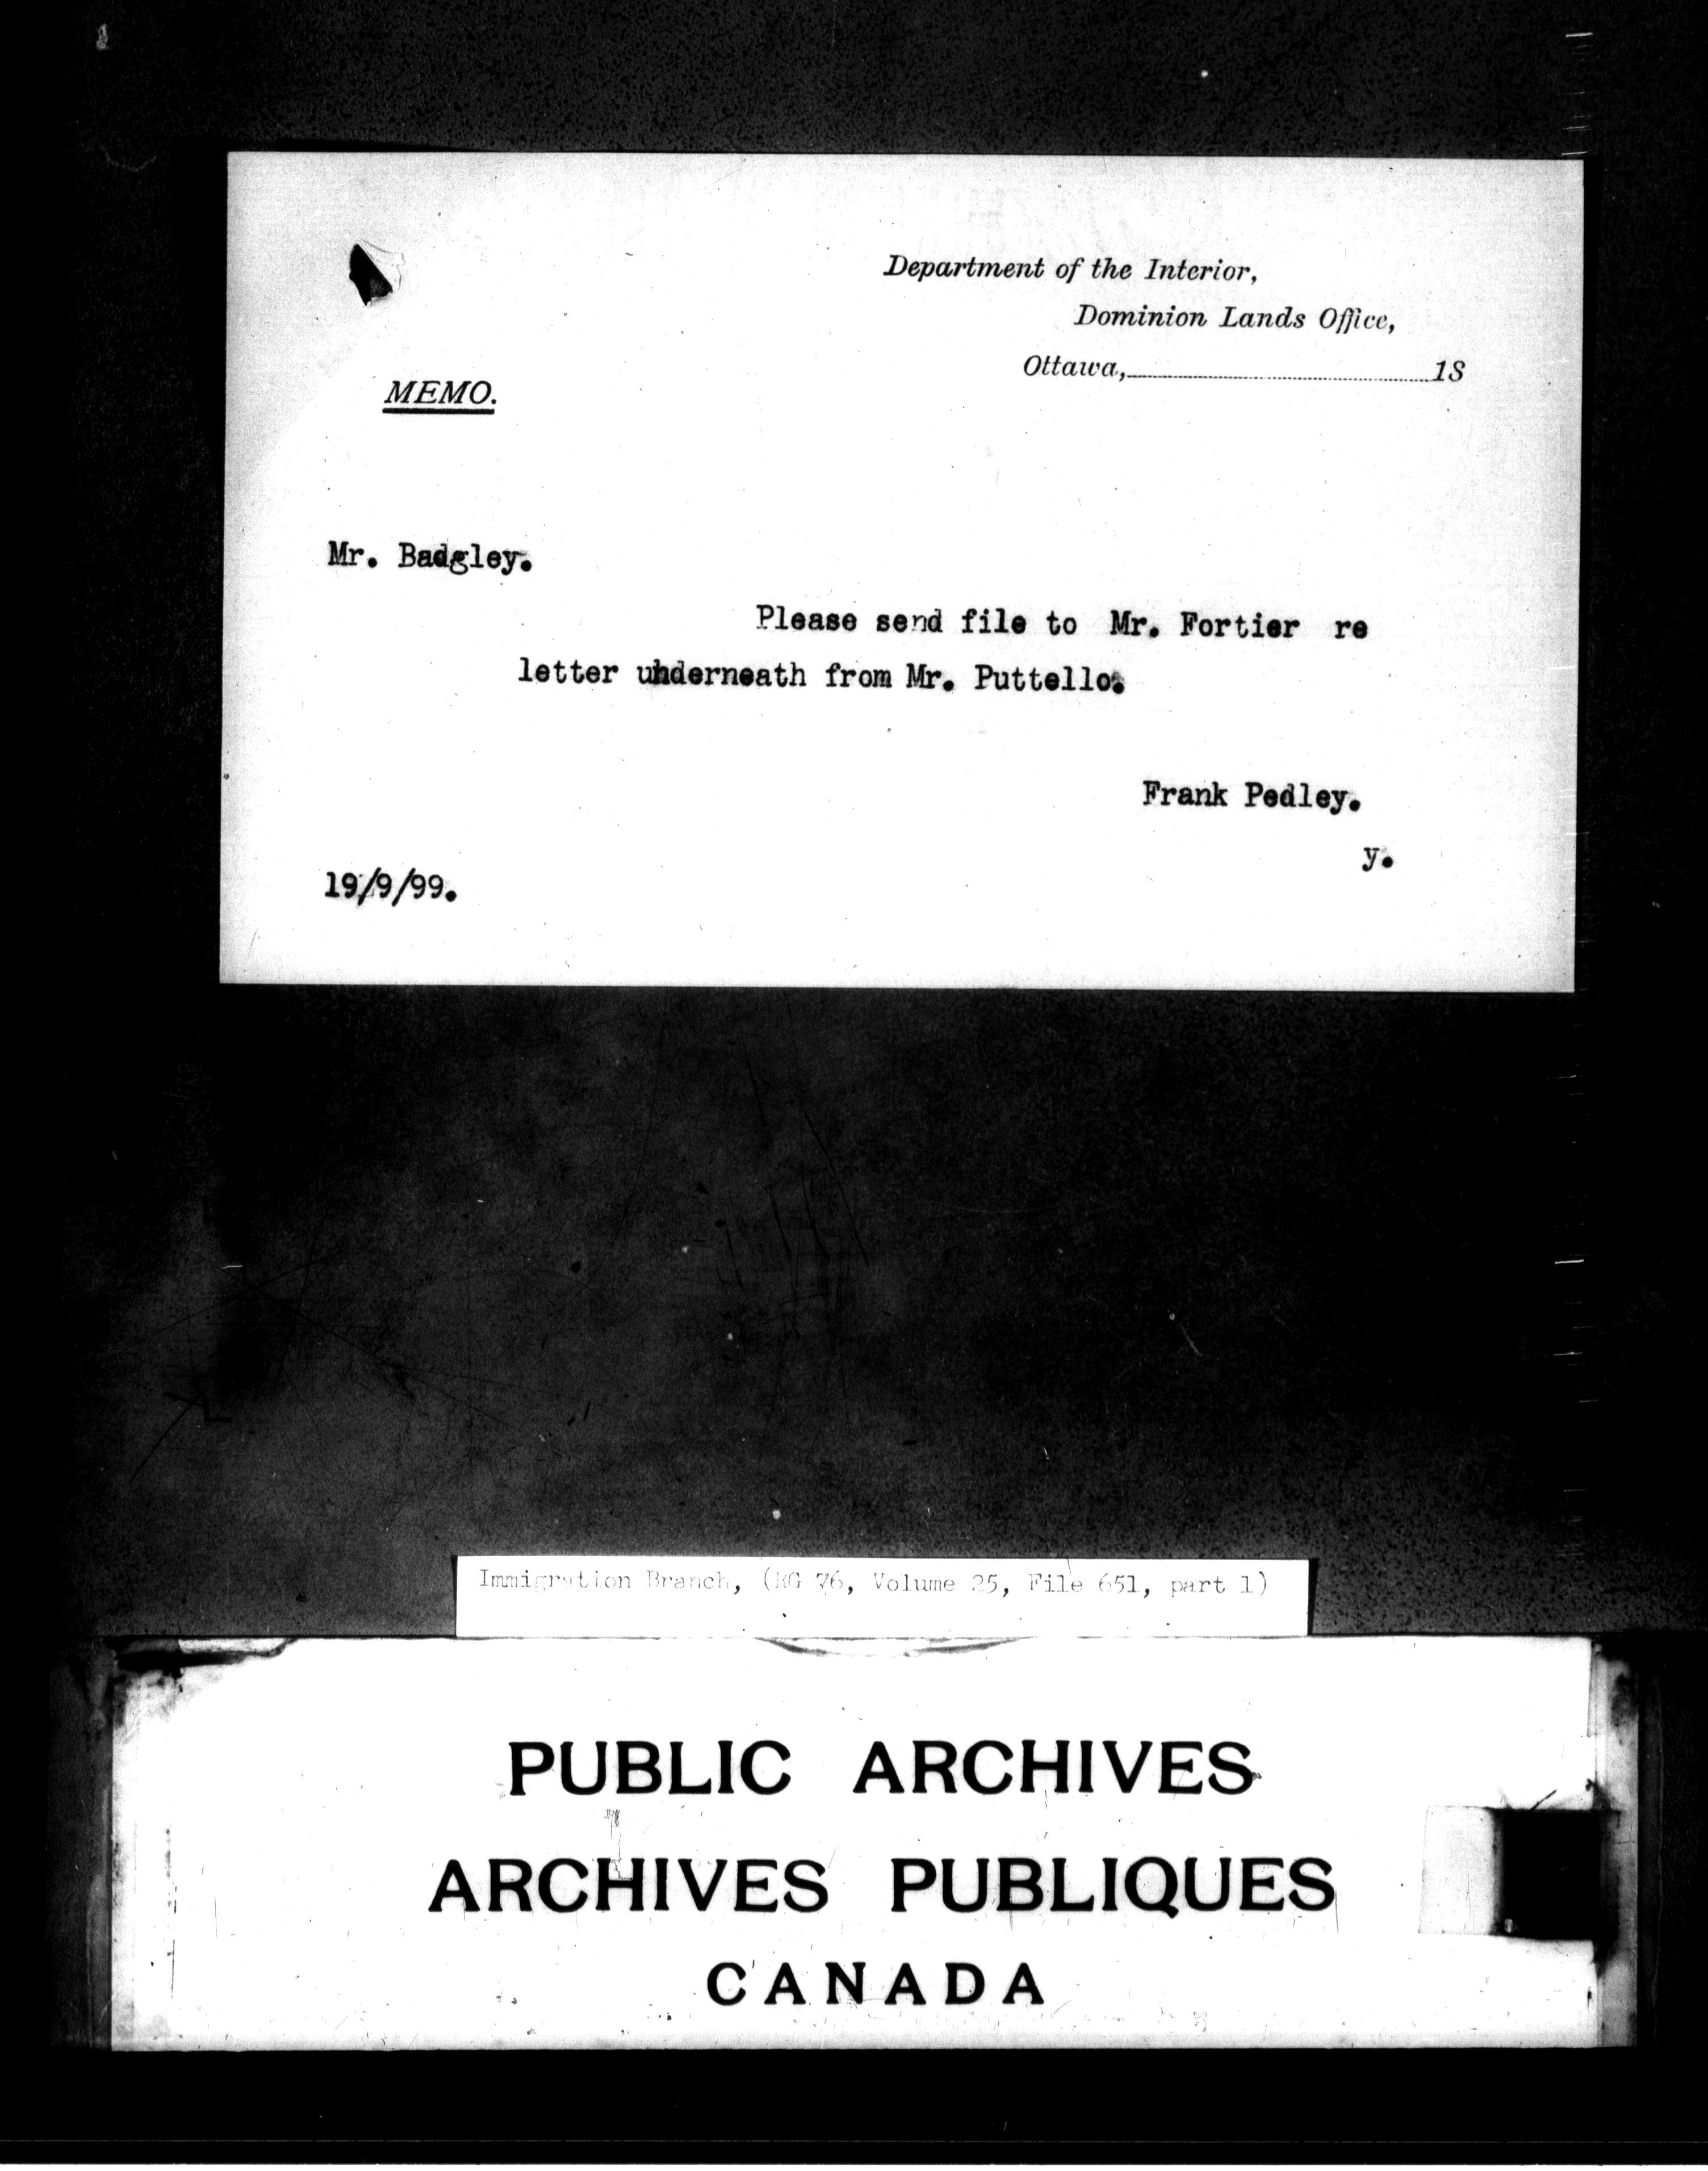 Department of the Interior,
Dominion Lands Office,
Ottawa, 18
MEMO.
Mr. Badgley.
Please send file to Mr. Fortier re
letter underneath from Mr. Puttello.
Frank Pedley.
y.
19/9/99.
Immigration Branch, (RG 76, Volume 25, File 651, part 1)
PUBLIC ARCHIVES
ARCHIVES PUBLIQUES
CANADA